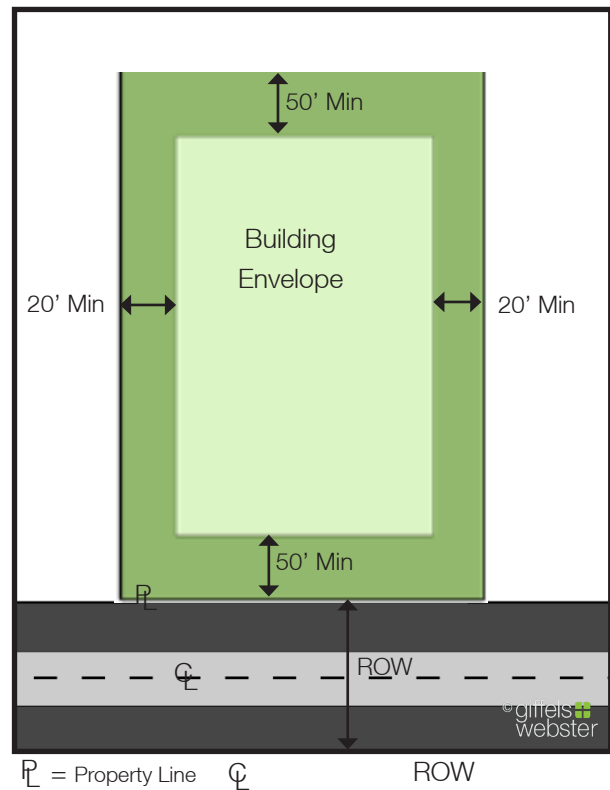 50’ Min
Building
Envelope
20’ Min
20’ Min
50’ Min
PL
CL
ROW
© giffels
webster
PL = Property Line CL ROW